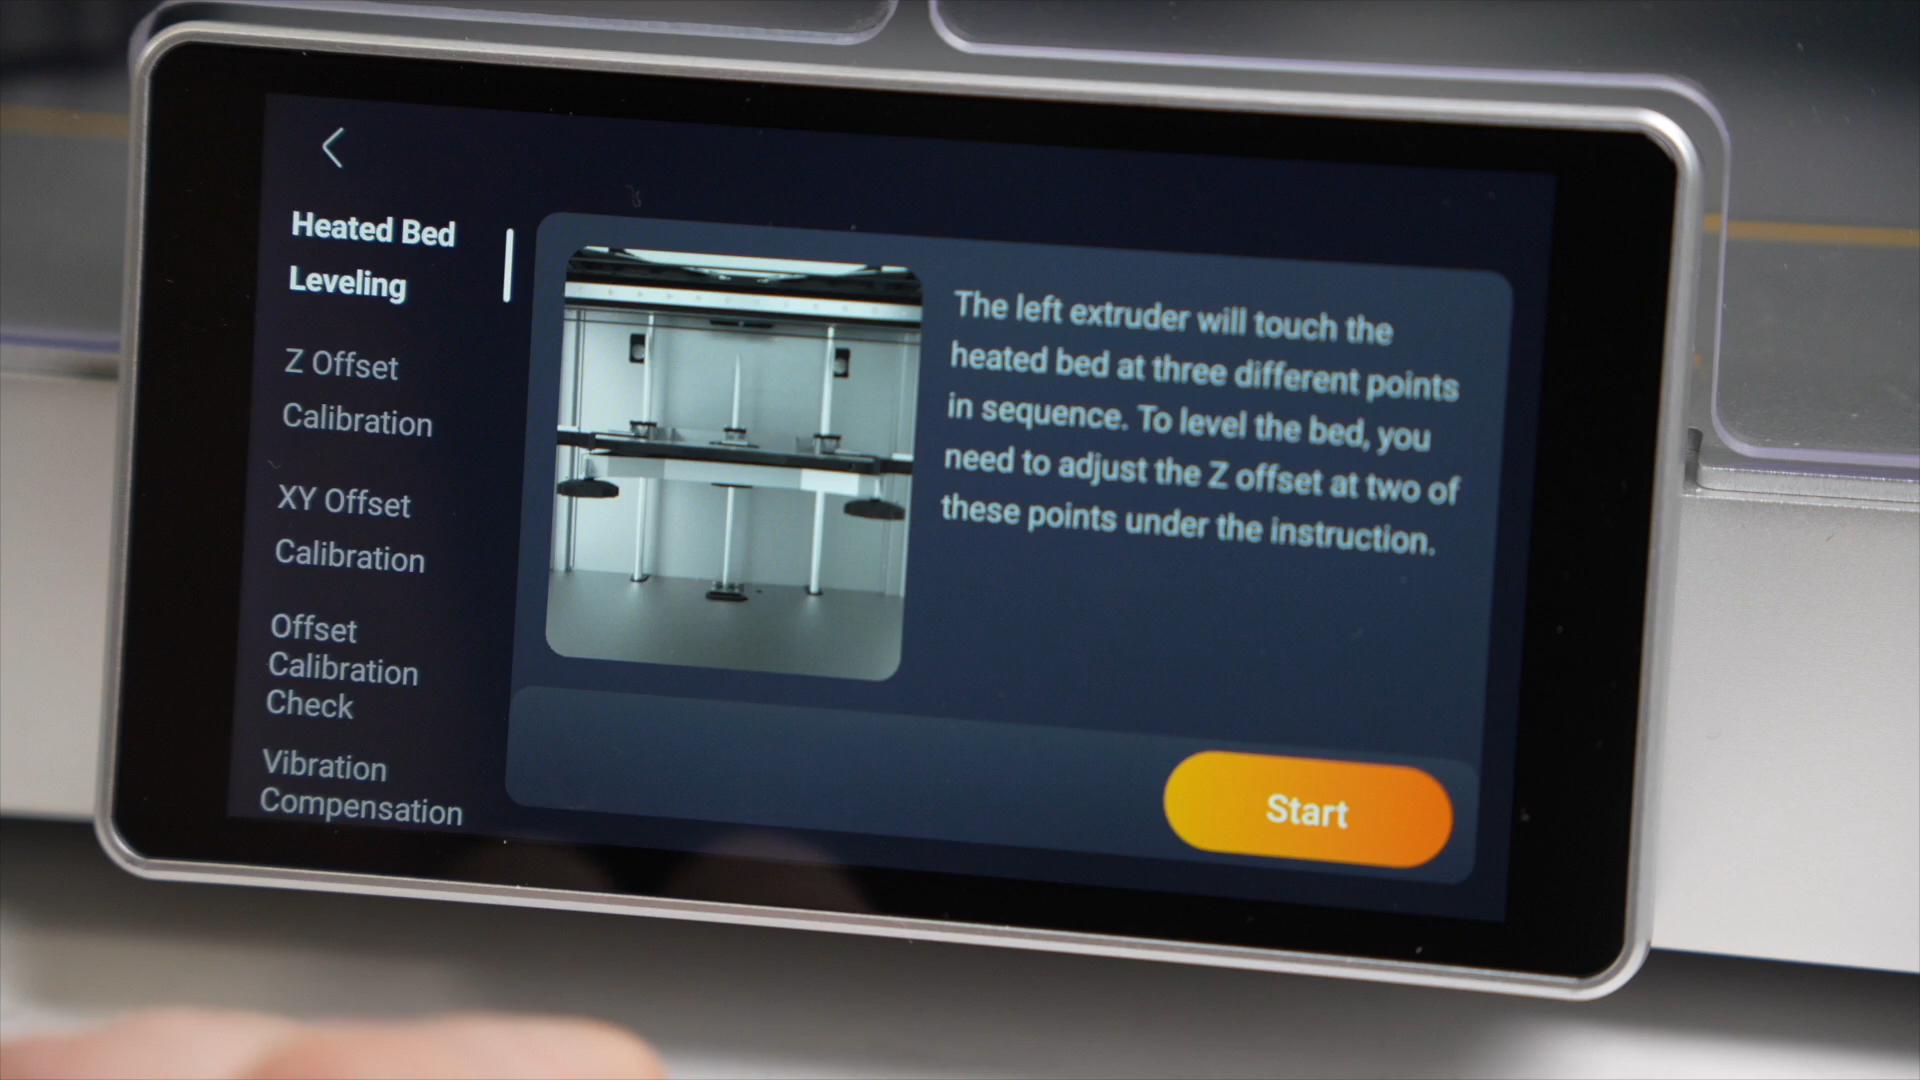 Heated Bed
Leveling
Z Offset
Calibration
XY Offset
Calibration
Offset
Calibration
Check
Vibration
Compensation
The left extruder will touch the
heated bed at three different points
in sequence. To level the bed, you
need to adjust the Z offset at two of
these points under the instruction.
Start